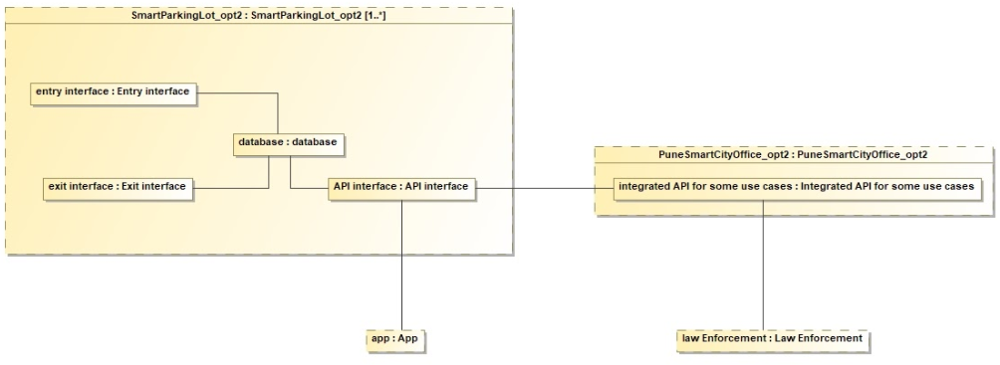 SmartParkingLot_opt2 : SmartParkingLot_opt2 [1..*]
entry interface : Entry interface
database : database
exit interface : Exit interface
API interface : API interface
PuneSmartCityOffice_opt2 : PuneSmartCityOffice_opt2
integrated API for some use cases : Integrated API for some use cases
app : App
law Enforcement : Law Enforcement